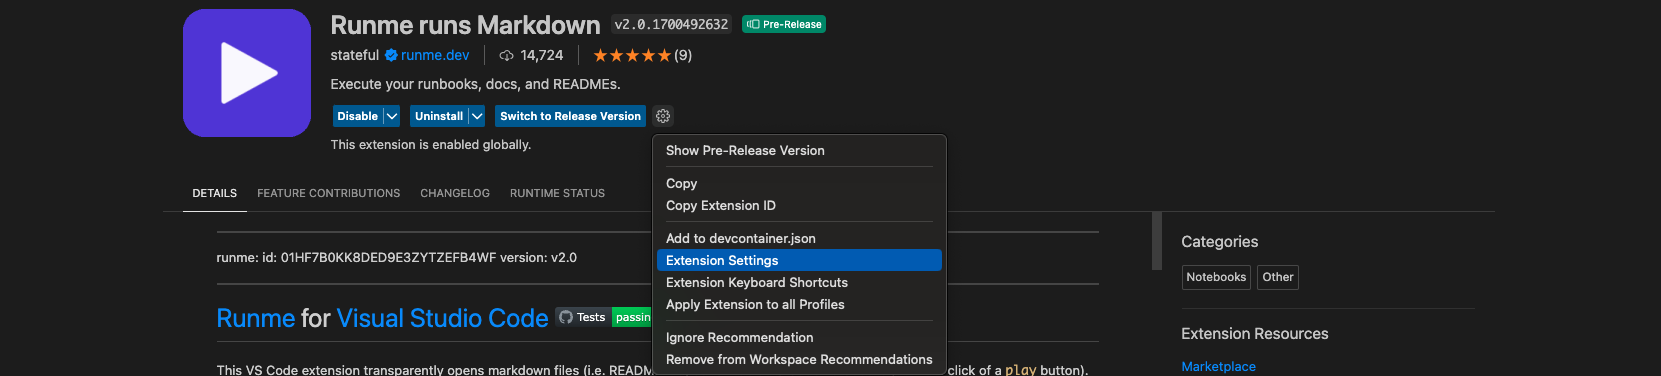 Runme runs Markdown v2.0.1700492632 Pre-Release
stateful runme.dev 14,724 (9)
Execute your runbooks, docs, and READMEs.
Disable Uninstall Switch to Release Version
This extension is enabled globally.
Show Pre-Release Version
Copy
Copy Extension ID
Add to devcontainer.json
Extension Settings
Extension Keyboard Shortcuts
Apply Extension to all Profiles
Ignore Recommendation
Remove from Workspace Recommendations
DETAILS FEATURE CONTRIBUTIONS CHANGELOG RUNTIME STATUS
runme: id: 01HF7B0KK8DED9E3ZYTZEFB4WF version: v2.0
Runme for Visual Studio Code Tests passin
This VS Code extension transparently opens markdown files (i.e. READM click of a play button).
Categories
Notebooks Other
Extension Resources
Marketplace